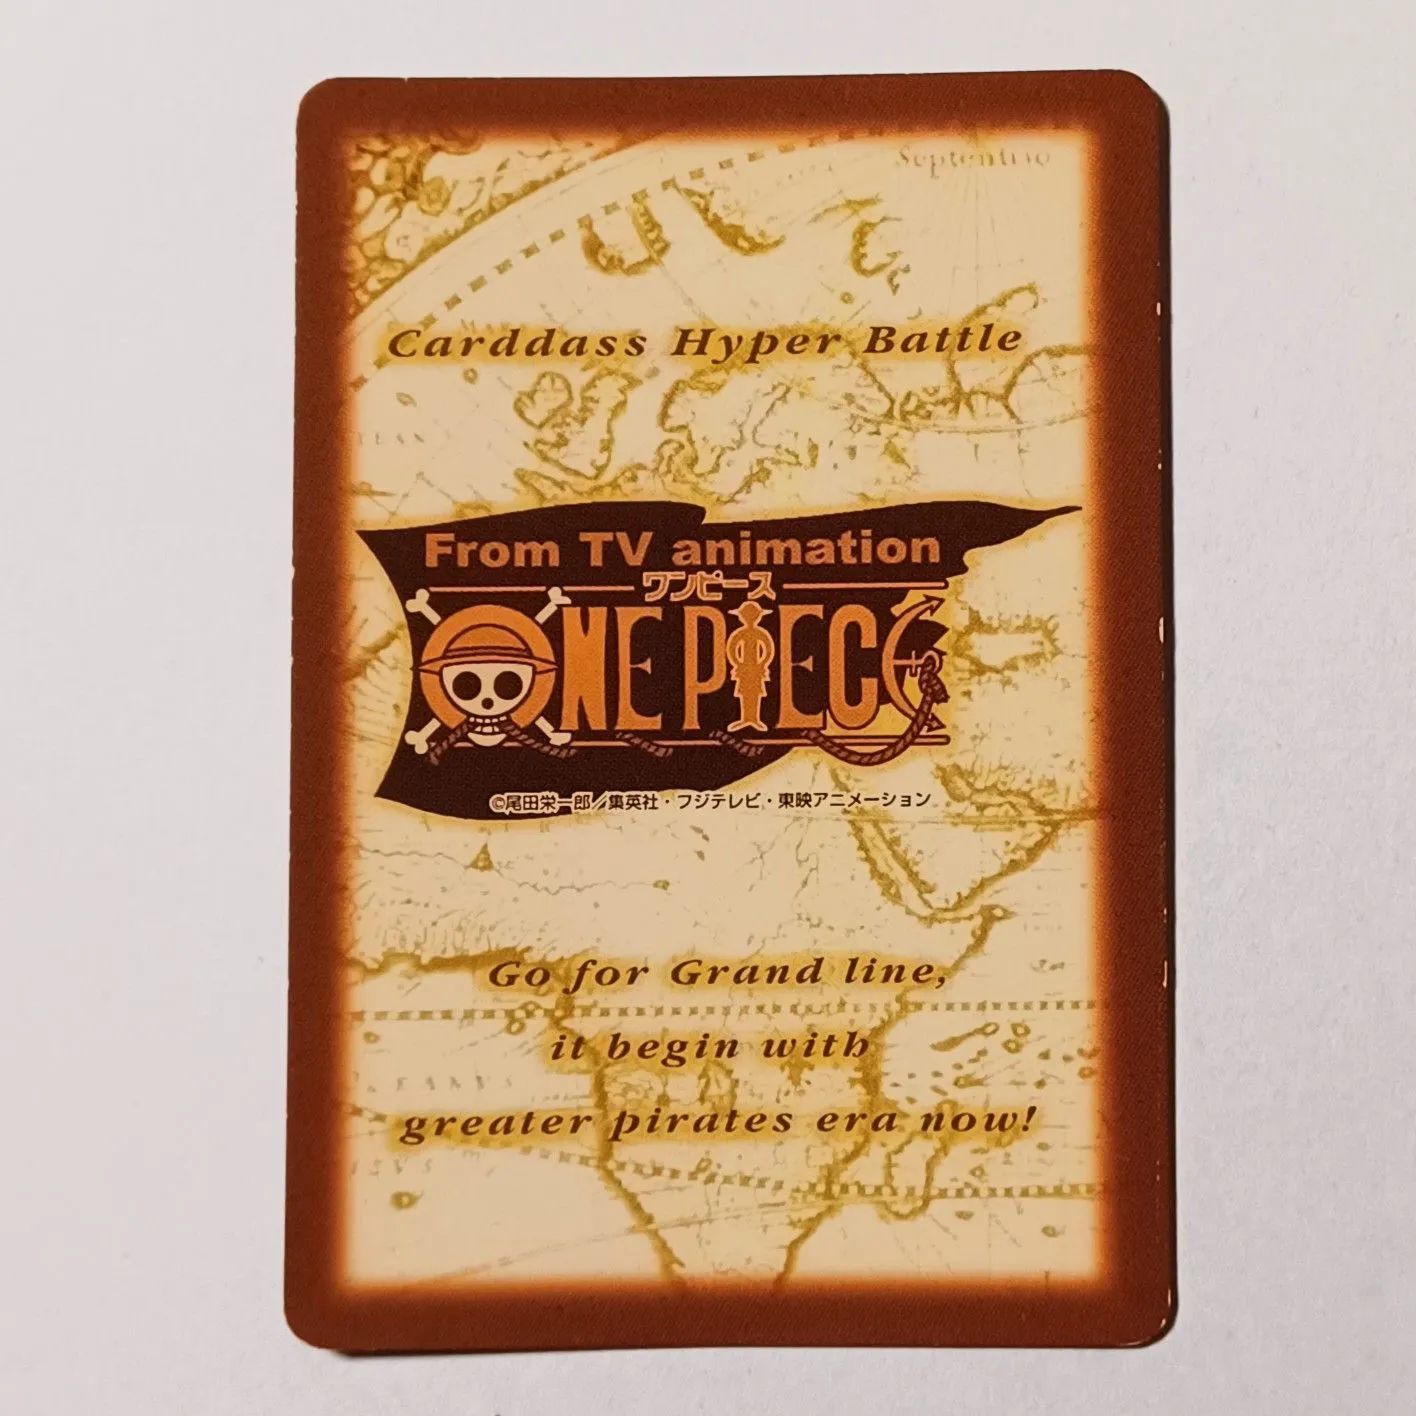 Septentrio
Carddass Hyper Battle
From TV animation
ワンピース
ONE PIECE
©尾田栄一郎／集英社・フジテレビ・東映アニメーション
Go for Grand line,
it begin with
greater pirates era now!